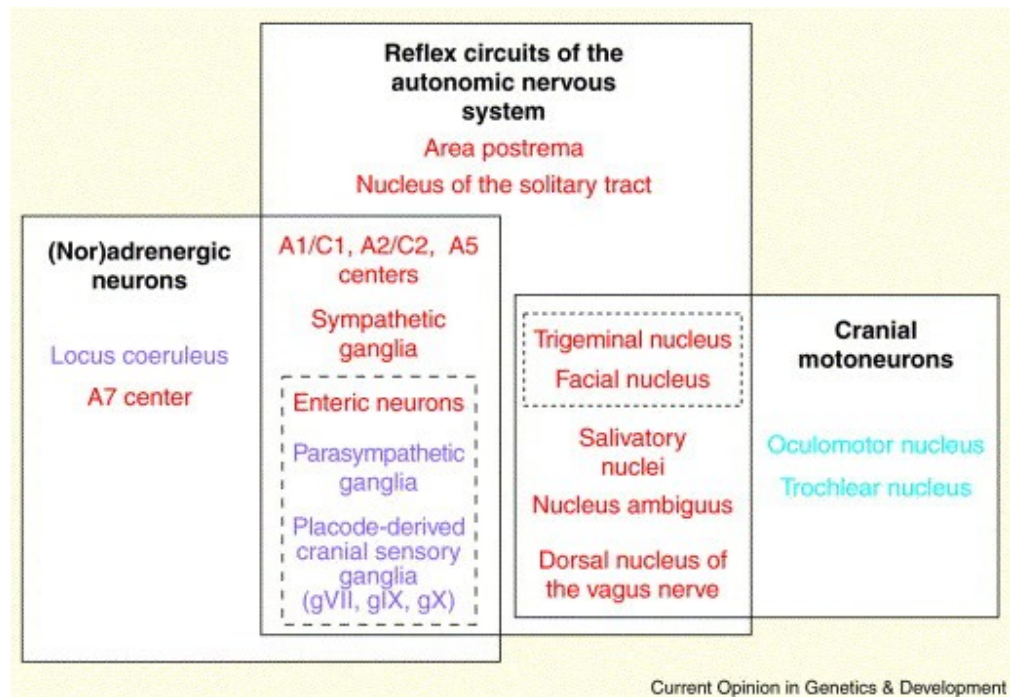 Reflex circuits of the
autonomic nervous
system
Area postrema
Nucleus of the solitary tract
(Nor)adrenergic
neurons
Locus coeruleus
A7 center
A1/C1, A2/C2, A5
centers
Sympathetic
ganglia
Enteric neurons
Parasympathetic
ganglia
Placode-derived
cranial sensory
ganglia
(gVII, gIX, gX)
Trigeminal nucleus
Facial nucleus
Salivatory
nuclei
Nucleus ambiguus
Dorsal nucleus of
the vagus nerve
Cranial
motoneurons
Oculomotor nucleus
Trochlear nucleus
Current Opinion in Genetics & Development